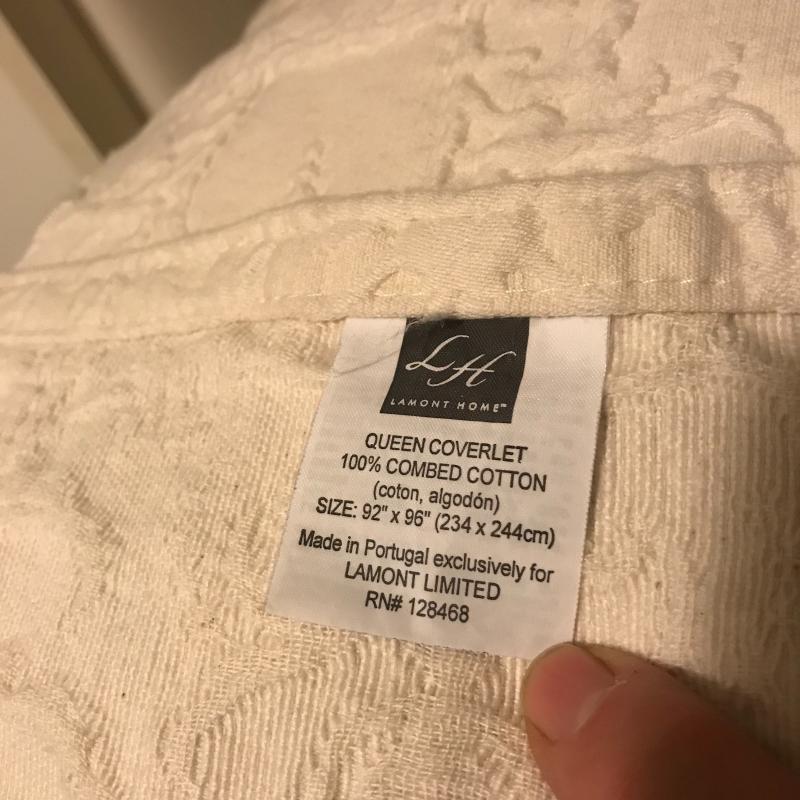 LH
LAMONT HOME™
QUEEN COVERLET
100% COMBED COTTON
(coton, algodón)
SIZE: 92" x 96" (234 x 244cm)
Made in Portugal exclusively for
LAMONT LIMITED
RN# 128468